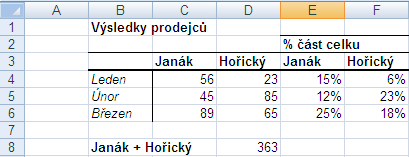 A B C D E F
1 Výsledky prodejců
2 % část celku
3 Janák Hořický Janák Hořický
4 Leden 56 23 15% 6%
5 Únor 45 85 12% 23%
6 Březen 89 65 25% 18%
7
8 Janák + Hořický 363